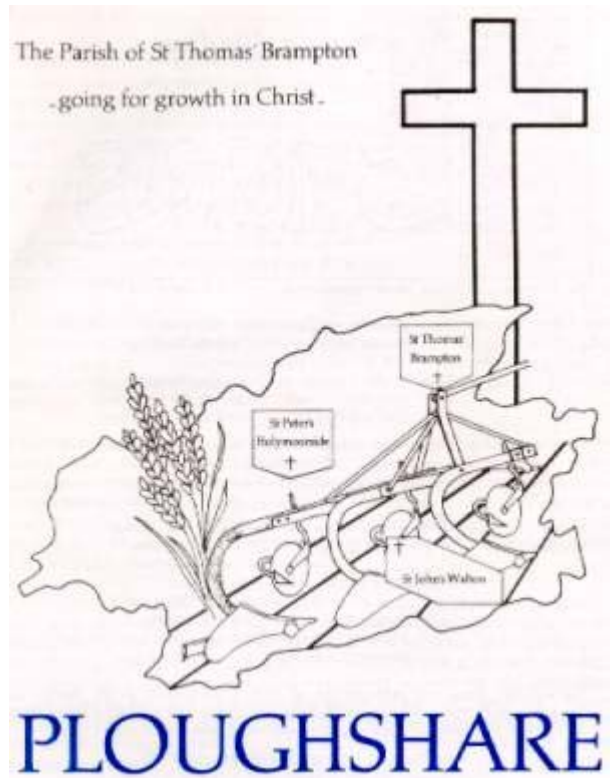 The Parish of St Thomas' Brampton
- going for growth in Christ -
St Thomas'
Brampton
St Peter's
Holymoorside
St John's Walton
PLOUGHSHARE